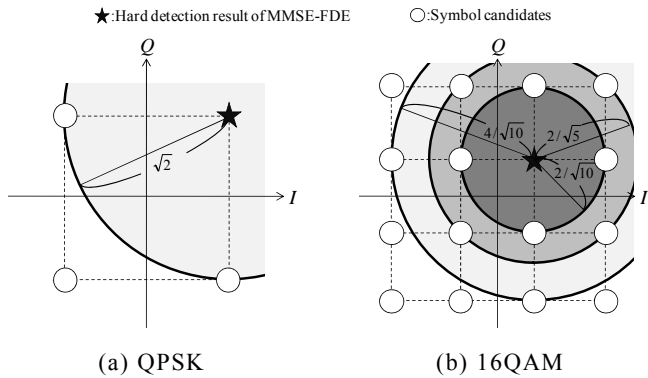 ★:Hard detection result of MMSE-FDE ○:Symbol candidates
Q Q
4/√10 2/√5
√2 2/√10
I I
(a) QPSK (b) 16QAM